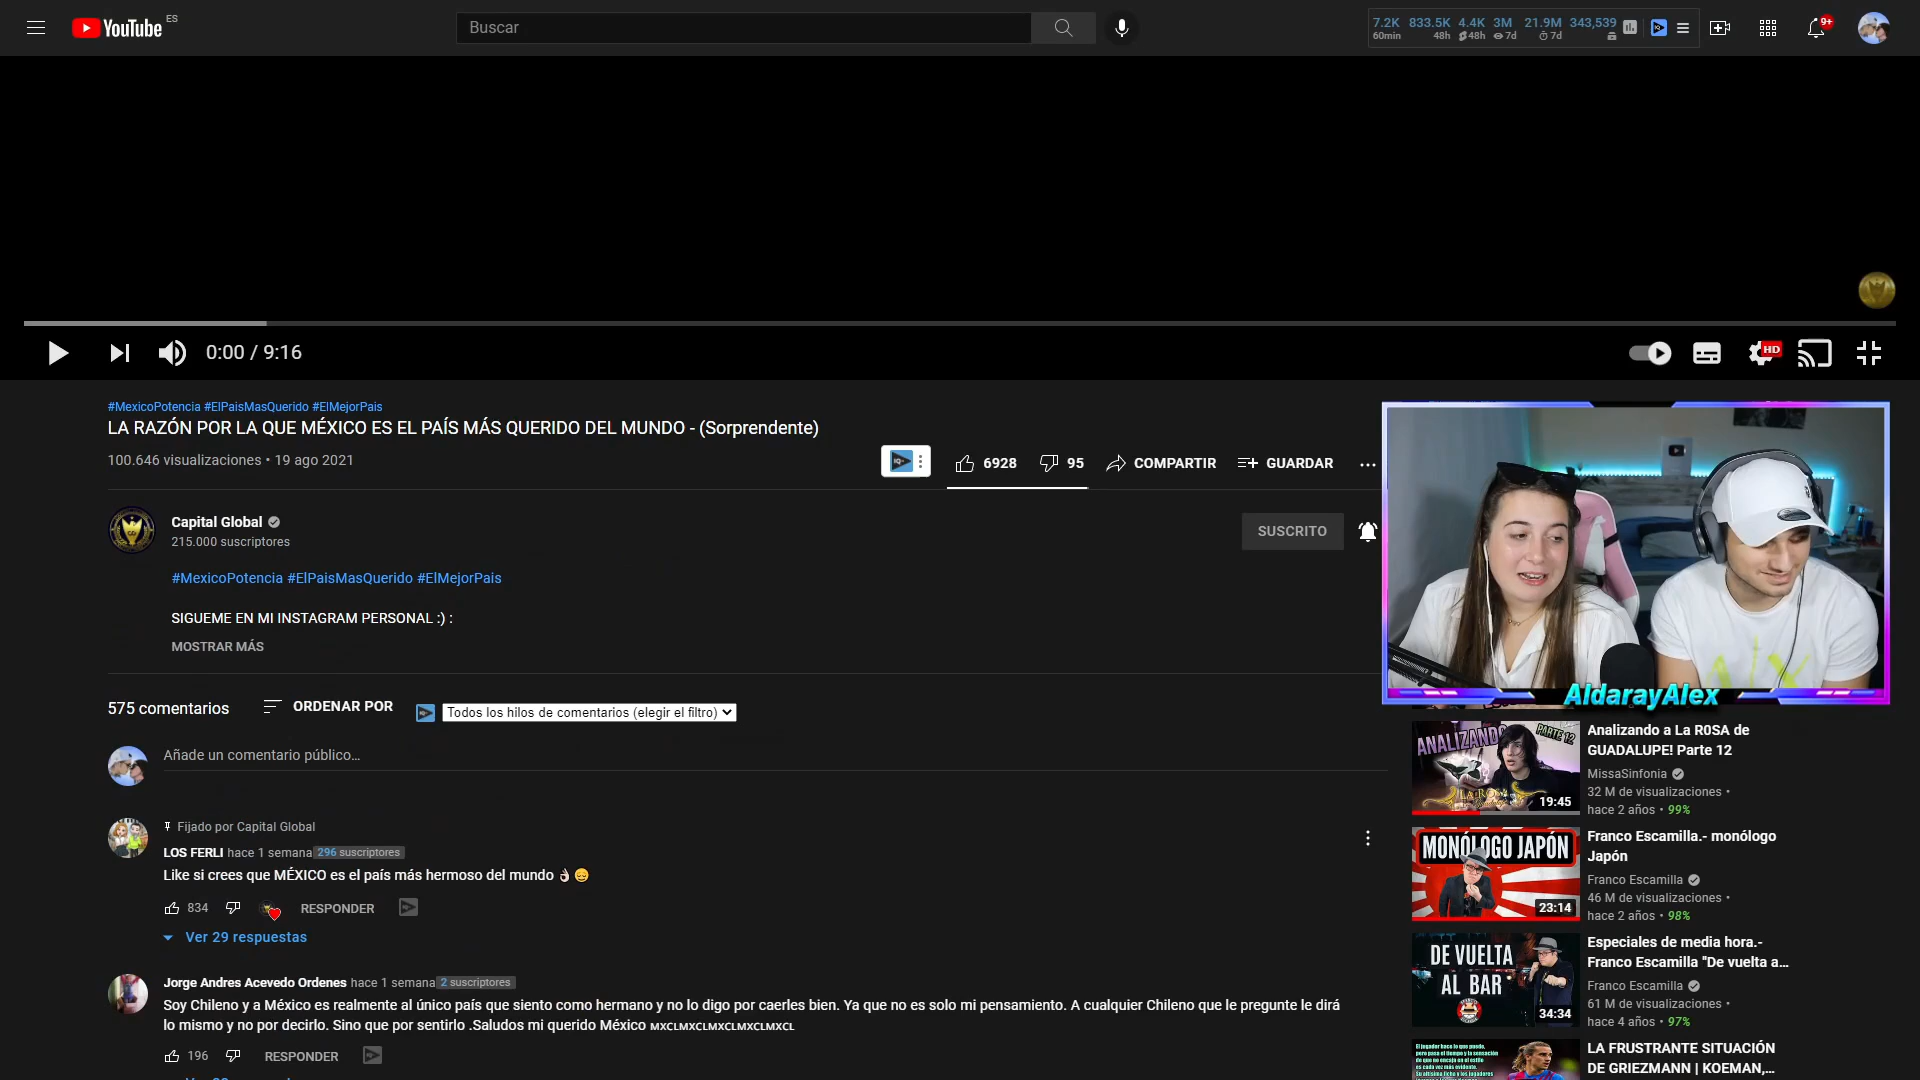 YouTube ES
Buscar
7.2K 833.5K 4.4K 3M 21.9M 343,539
60min 48h 48h 7d 7d
9+
0:00 / 9:16
HD
#MexicoPotencia #ElPaisMasQuerido #ElMejorPais
LA RAZÓN POR LA QUE MÉXICO ES EL PAÍS MÁS QUERIDO DEL MUNDO - (Sorprendente)
100.646 visualizaciones • 19 ago 2021
6928
95
COMPARTIR
GUARDAR
Capital Global
215.000 suscriptores
SUSCRITO
#MexicoPotencia #ElPaisMasQuerido #ElMejorPais
SIGUEME EN MI INSTAGRAM PERSONAL :) :
MOSTRAR MÁS
AldarayAlex
575 comentarios
ORDENAR POR
Todos los hilos de comentarios (elegir el filtro)
Añade un comentario público...
Fijado por Capital Global
LOS FERLI hace 1 semana 296 suscriptores
Like si crees que MÉXICO es el país más hermoso del mundo 👌🏻😌
834
RESPONDER
Ver 29 respuestas
Jorge Andres Acevedo Ordenes hace 1 semana 2 suscriptores
Soy Chileno y a México es realmente al único país que siento como hermano y no lo digo por caerles bien. Ya que no es solo mi pensamiento. A cualquier Chileno que le pregunte le dirá
lo mismo y no por decirlo. Sino que por sentirlo .Saludos mi querido México MXCLMXCLMXCLMXCLMXCL
196
RESPONDER
ANALIZANDO
PARTE 12
LA ROSA
19:45
Analizando a La ROSA de
GUADALUPE! Parte 12
MissaSinfonia
32 M de visualizaciones •
hace 2 años • 99%
MONÓLOGO JAPÓN
23:14
Franco Escamilla.- monólogo
Japón
Franco Escamilla
46 M de visualizaciones •
hace 2 años • 98%
DE VUELTA
AL BAR
34:34
Especiales de media hora.-
Franco Escamilla "De vuelta a...
Franco Escamilla
61 M de visualizaciones •
hace 4 años • 97%
LA FRUSTRANTE SITUACIÓN
DE GRIEZMANN | KOEMAN,...